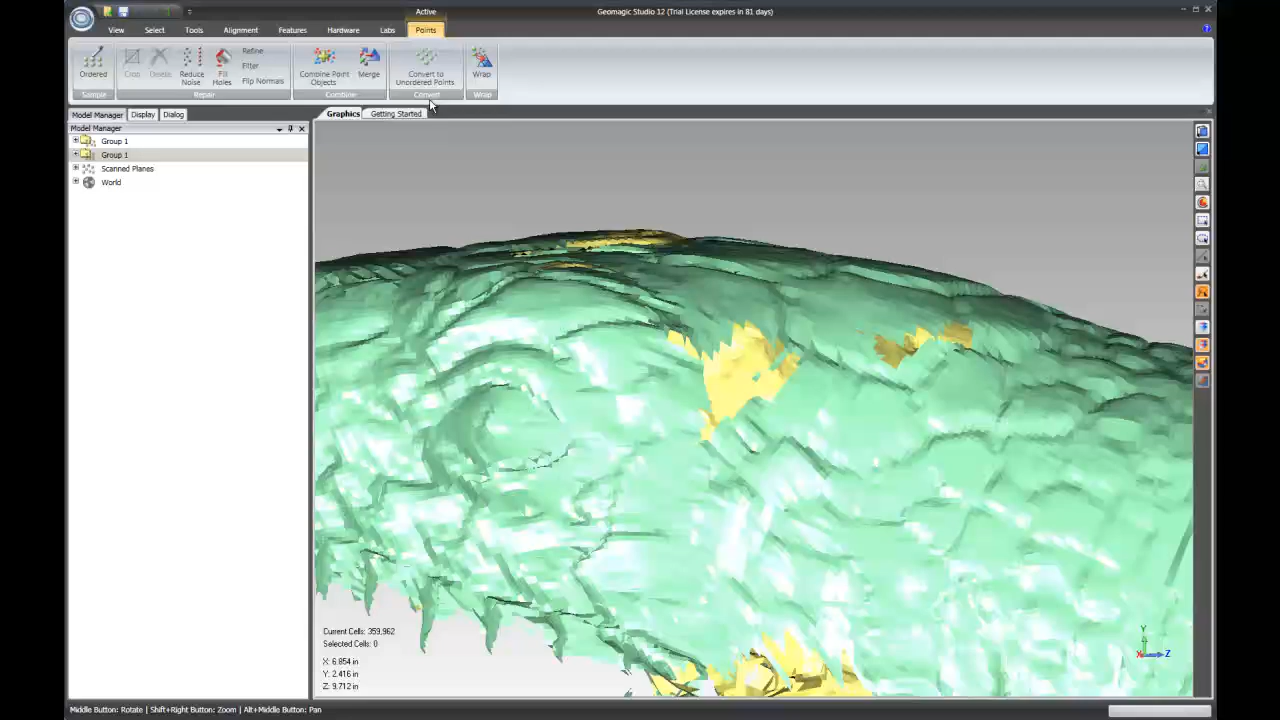 Active
Geomagic Studio 12 (Trial License expires in 81 days)
View Select Tools Alignment Features Hardware Labs Points
Ordered
Sample
Crop Delete Reduce Noise Fill Holes
Refine
Filter
Flip Normals
Repair
Combine Point Objects Merge
Combine
Convert to Unordered Points
Convert
Wrap
Wrap
Model Manager Display Dialog
Graphics Getting Started
Model Manager
Group 1
Group 1
Scanned Planes
World
Current Cells: 359,962
Selected Cells: 0
X: 6.854 in
Y: 2.416 in
Z: 9.712 in
Y
X Z
Middle Button: Rotate | Shift+Right Button: Zoom | Alt+Middle Button: Pan